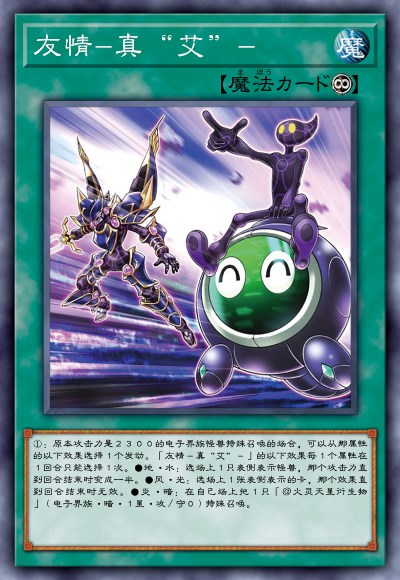 友情－真“艾”－
魔
【魔法カード】
まほう
①：原本攻击力是２３００的电子界族怪兽特殊召唤的场合，可以从那属性
的以下效果选择１个发动。「友情－真“艾”－」的以下效果每１个属性在
１回合只能选择１次。●地・水：选场上１只表侧表示怪兽，那个攻击力直
到回合结束时变成一半。●风・光：选场上１张表侧表示的卡，那个效果直
到回合结束时无效。●炎・暗：在自己场上把１只「@火灵天星衍生物
」（电子界族・暗・１星・攻／守０）特殊召唤。